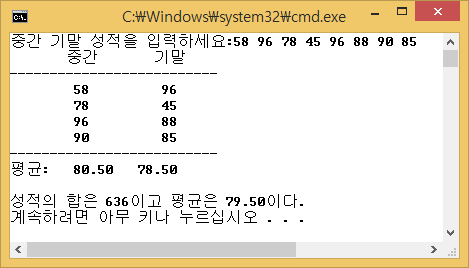 C:₩Windows₩system32₩cmd.exe
중간 기말 성적을 입력하세요:58 96 78 45 96 88 90 85
중간 기말
--------------------------
58 96
78 45
96 88
90 85
--------------------------
평균: 80.50 78.50
성적의 합은 636이고 평균은 79.50이다.
계속하려면 아무 키나 누르십시오 . . .